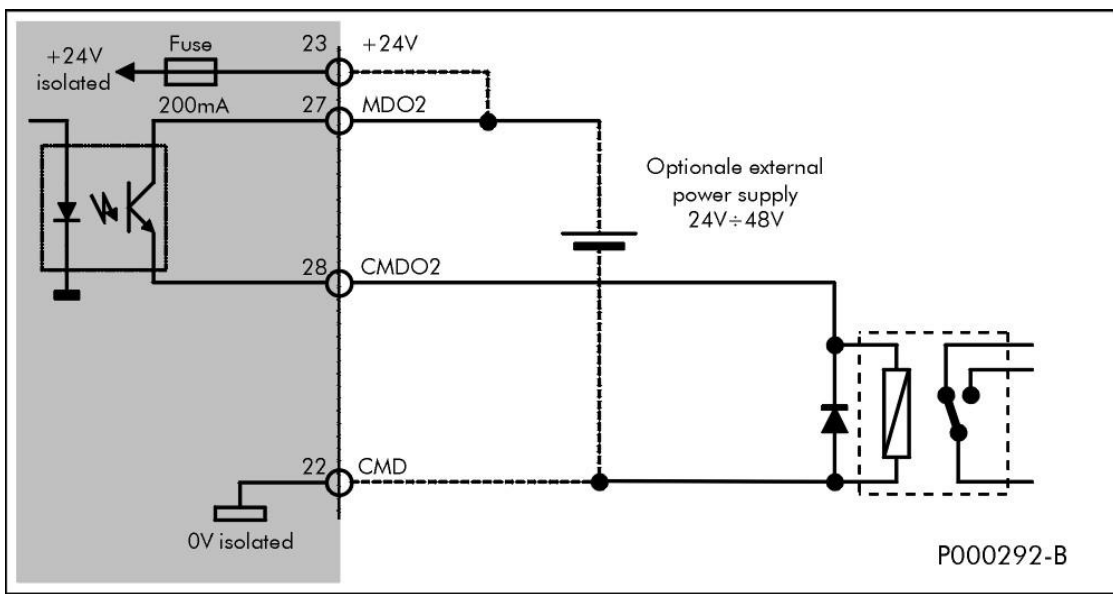 23 +24V
Fuse
+24V
isolated
200mA
27 MDO2
Optionale external
power supply
24V÷48V
28 CMDO2
22 CMD
0V isolated
P000292-B